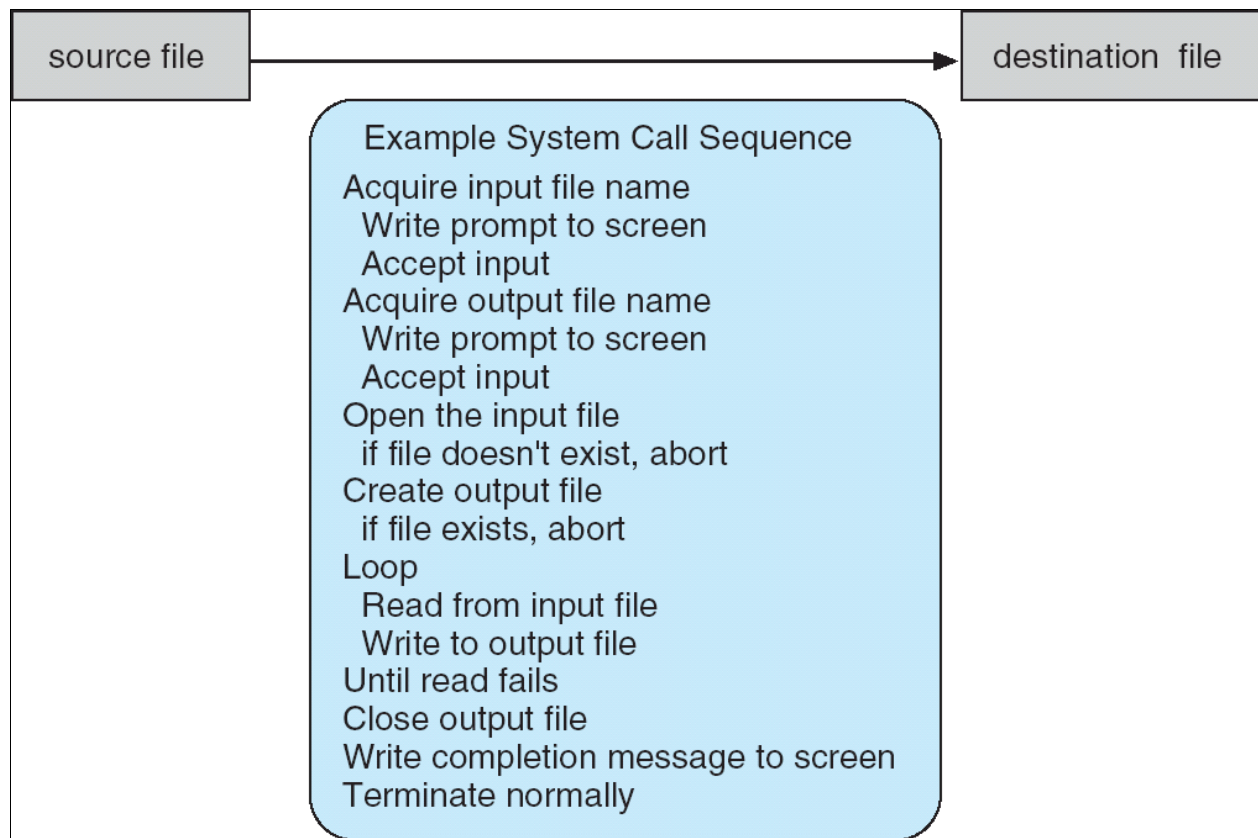 source file
destination file
Example System Call Sequence
Acquire input file name
Write prompt to screen
Accept input
Acquire output file name
Write prompt to screen
Accept input
Open the input file
if file doesn't exist, abort
Create output file
if file exists, abort
Loop
Read from input file
Write to output file
Until read fails
Close output file
Write completion message to screen
Terminate normally